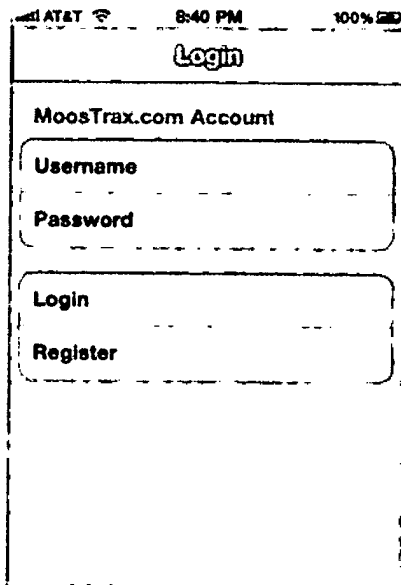 AT&T 8:40 PM 100%
Login
MoosTrax.com Account
Username
Password
Login
Register